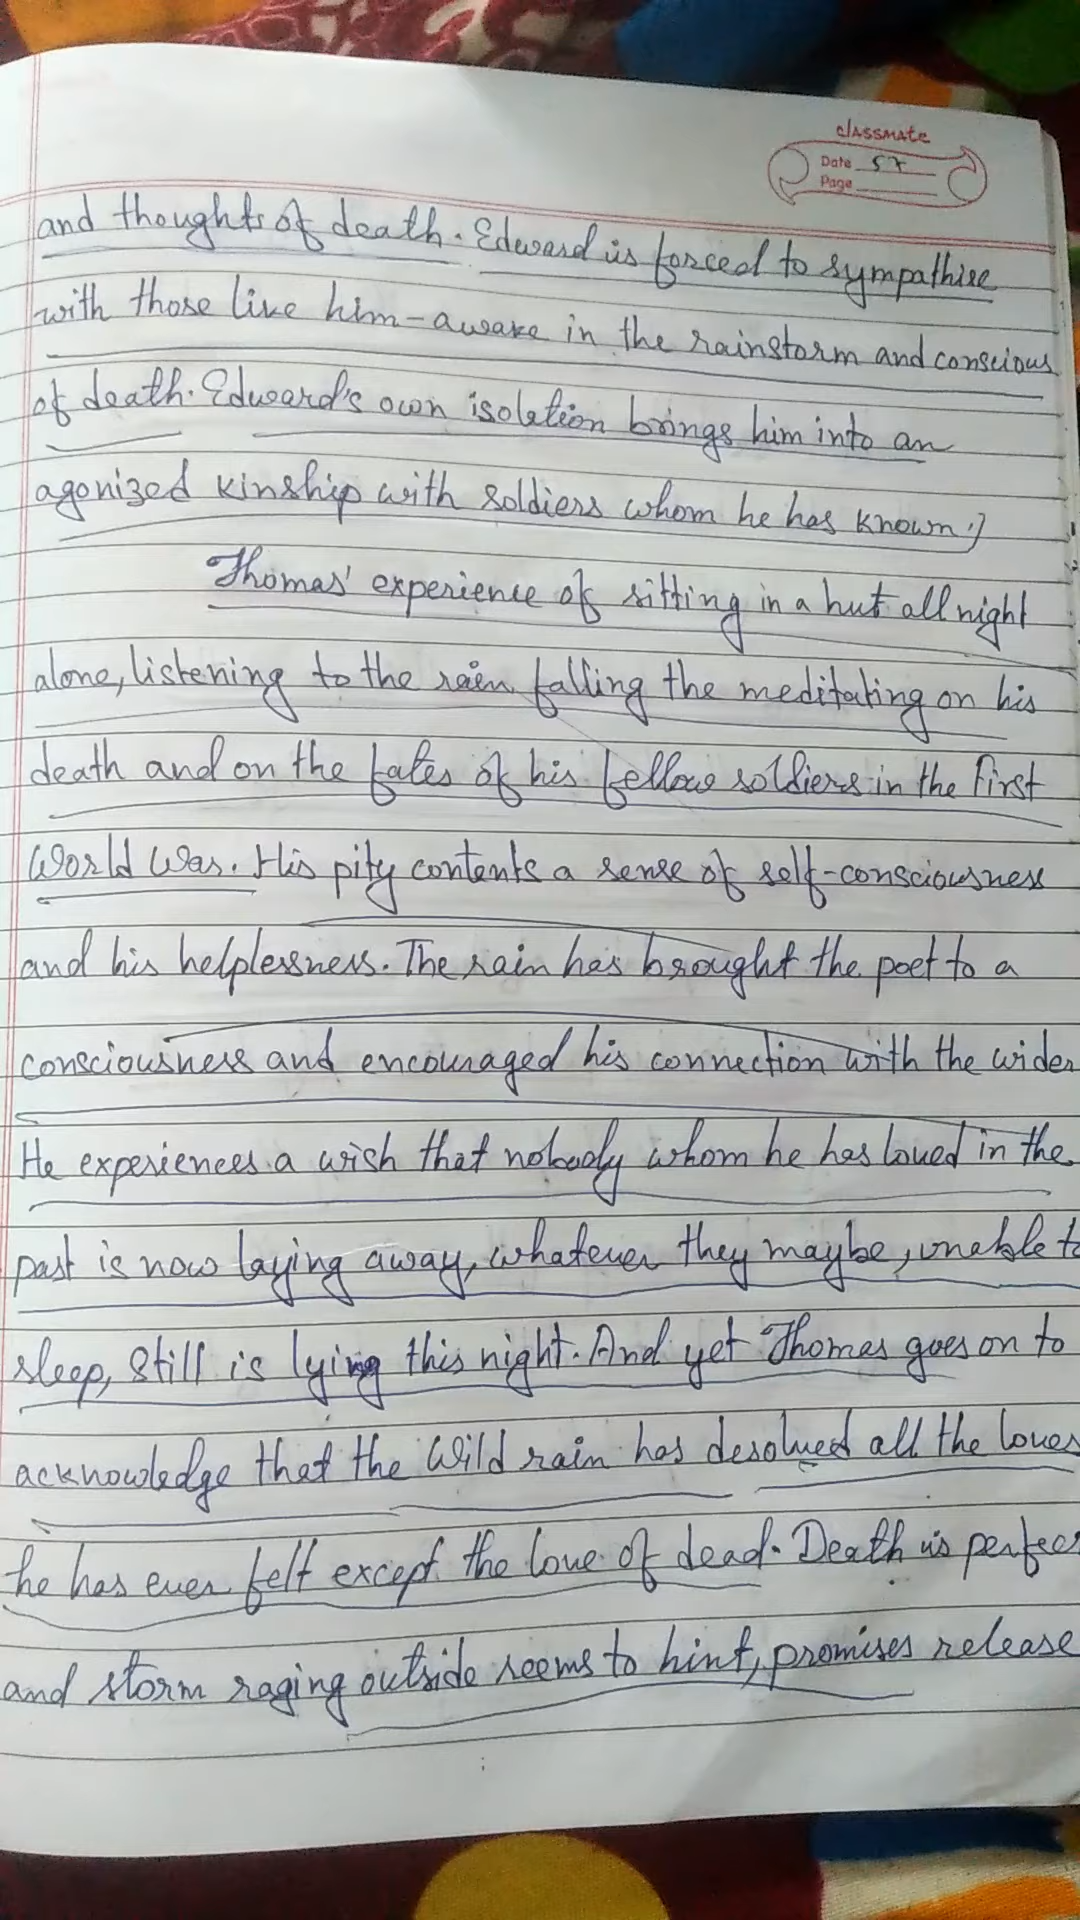 classmate
Date 57
Page
and thoughts of death. Edward is forced to sympathise
with those like him-awake in the rainstorm and conscious
of death. Edward's own isolation brings him into an
agonized kinship with soldiers whom he has known.]
Thomas' experience of sitting in a hut all night
alone, listening to the rain falling the meditating on his
death and on the fates of his fellow soldiers in the First
World War. His pity contents a sense of self-consciousness
and his helplessness. The rain has brought the poet to a
consciousness and encouraged his connection with the wider
He experiences a wish that nobody whom he has loved in the
past is now laying away, whatever they maybe, unable to
sleep, still is lying this night. And yet Thomas goes on to
acknowledge that the Wild rain has desolved all the loves
he has ever felt except the love of dead. Death is perfect
and storm raging outside seems to hint, promises release